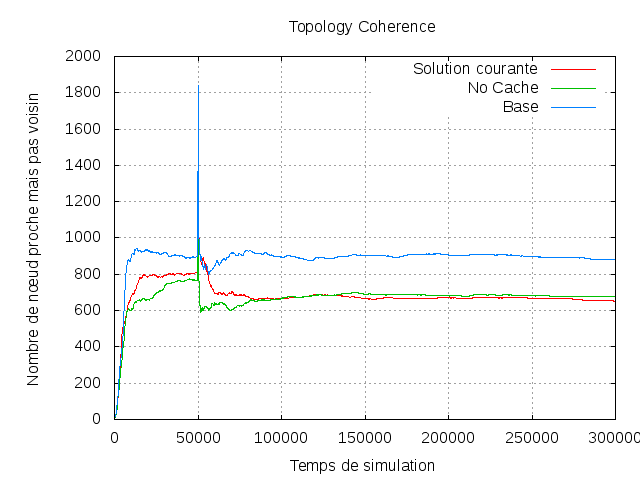 Topology Coherence
Nombre de nœud proche mais pas voisin
2000
1800
1600
1400
1200
1000
800
600
400
200
0
Solution courante
No Cache
Base
0 50000 100000 150000 200000 250000 300000
Temps de simulation